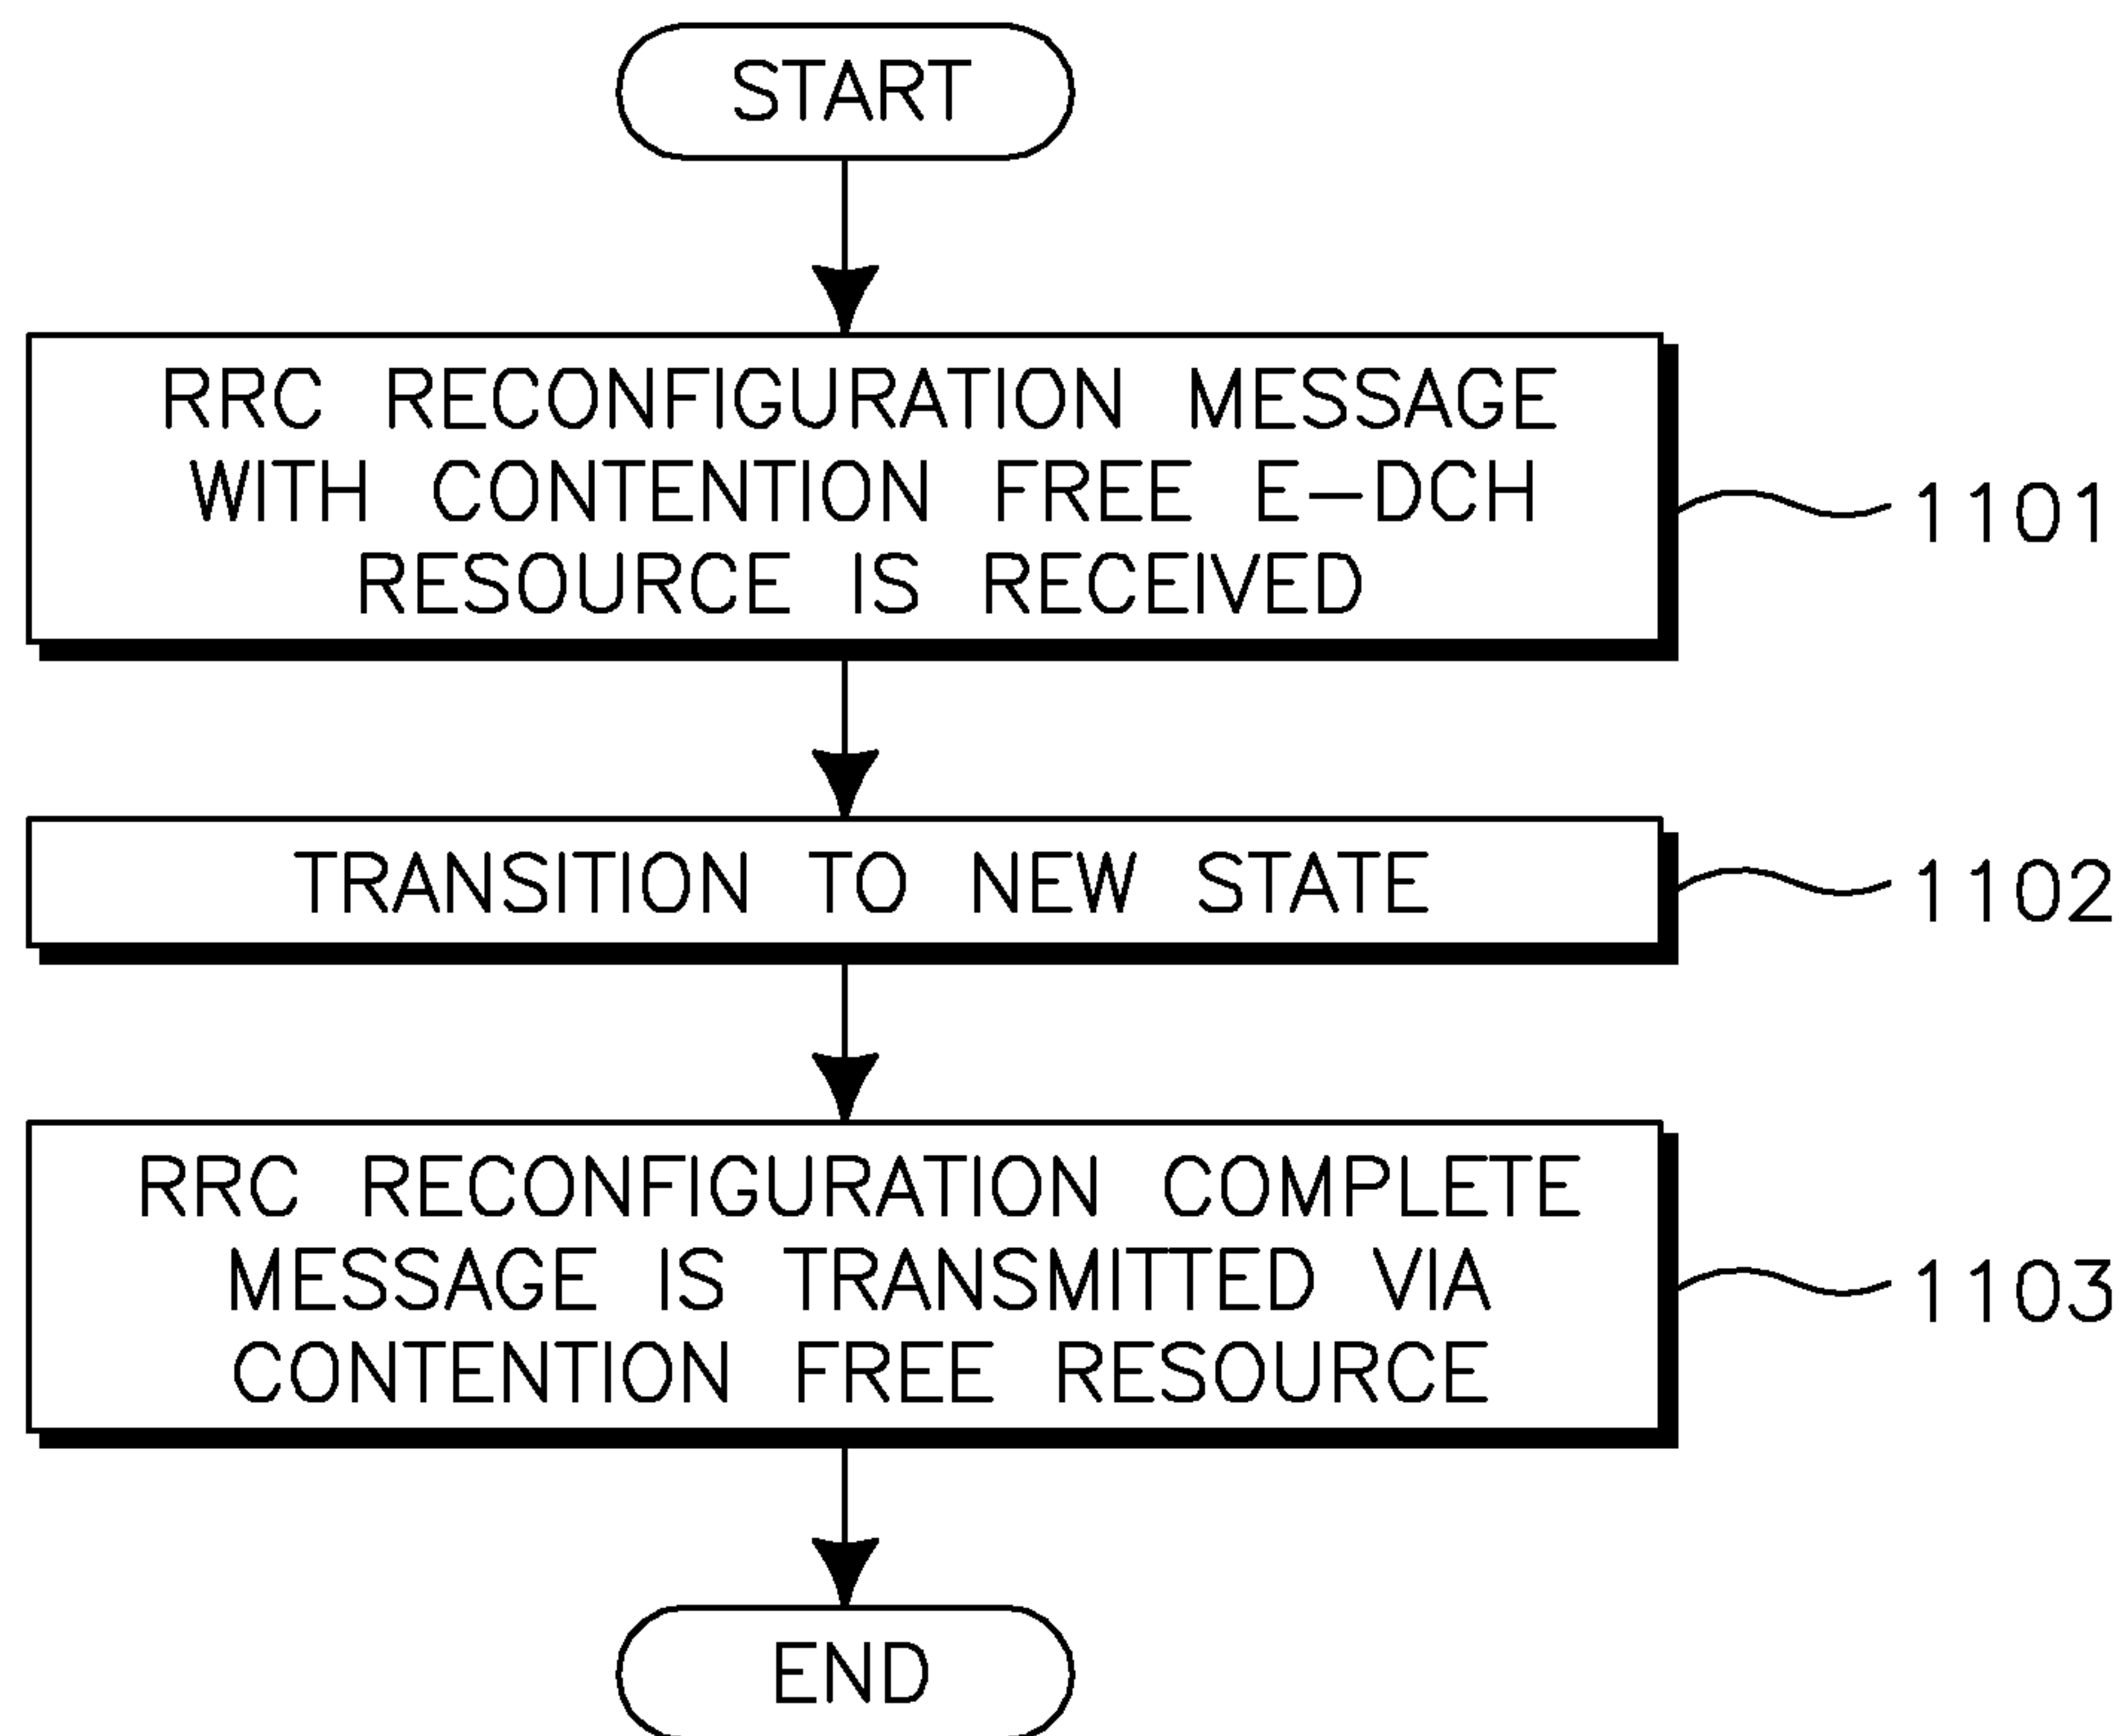 START
RRC RECONFIGURATION MESSAGE
WITH CONTENTION FREE E-DCH
RESOURCE IS RECEIVED
1101
TRANSITION TO NEW STATE
1102
RRC RECONFIGURATION COMPLETE
MESSAGE IS TRANSMITTED VIA
CONTENTION FREE RESOURCE
1103
END